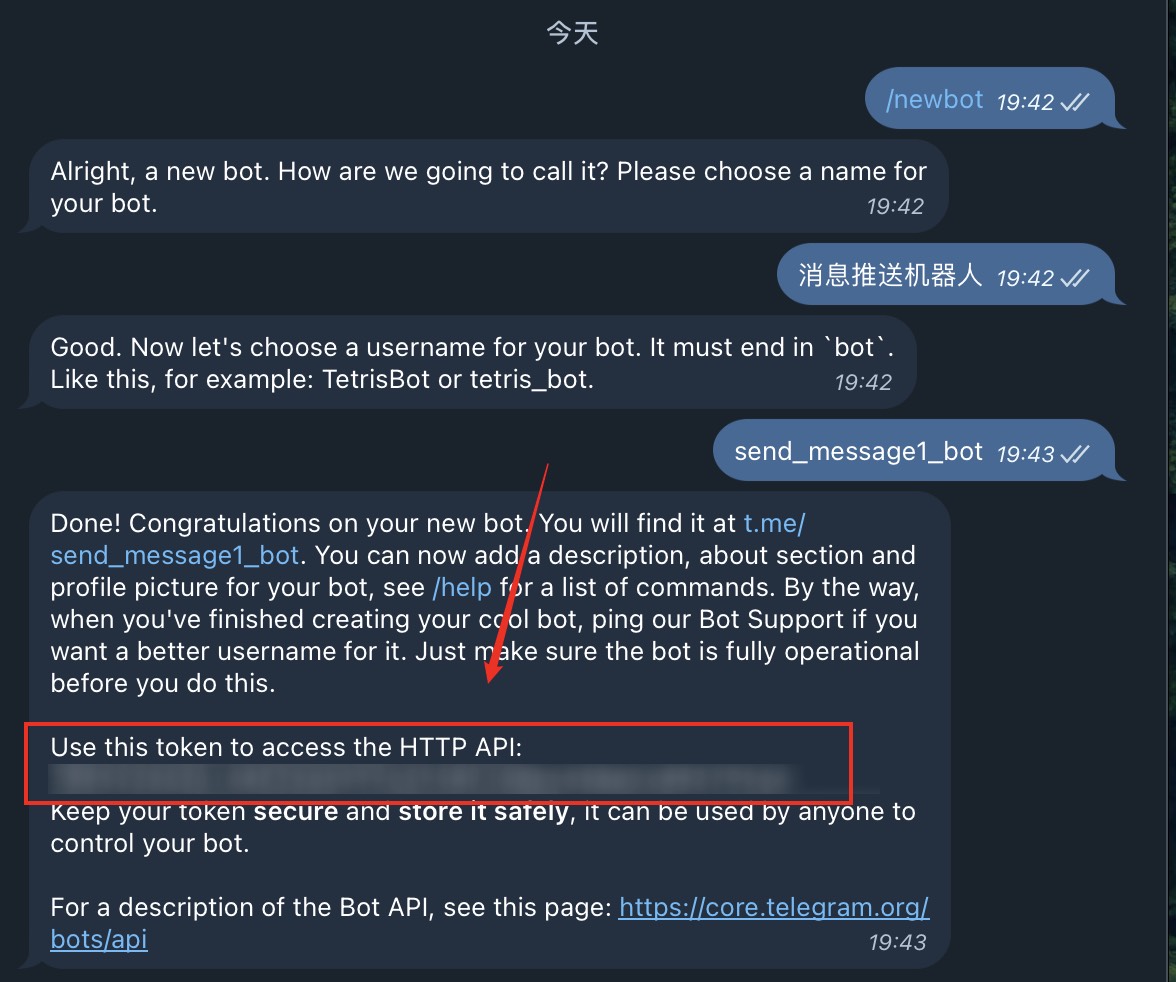 今天
/newbot 19:42
Alright, a new bot. How are we going to call it? Please choose a name for
your bot.
19:42
消息推送机器人 19:42
Good. Now let's choose a username for your bot. It must end in `bot`.
Like this, for example: TetrisBot or tetris_bot.
19:42
send_message1_bot 19:43
Done! Congratulations on your new bot. You will find it at t.me/
send_message1_bot. You can now add a description, about section and
profile picture for your bot, see /help for a list of commands. By the way,
when you've finished creating your cool bot, ping our Bot Support if you
want a better username for it. Just make sure the bot is fully operational
before you do this.
Use this token to access the HTTP API:
Keep your token secure and store it safely, it can be used by anyone to
control your bot.
For a description of the Bot API, see this page: https://core.telegram.org/
bots/api
19:43